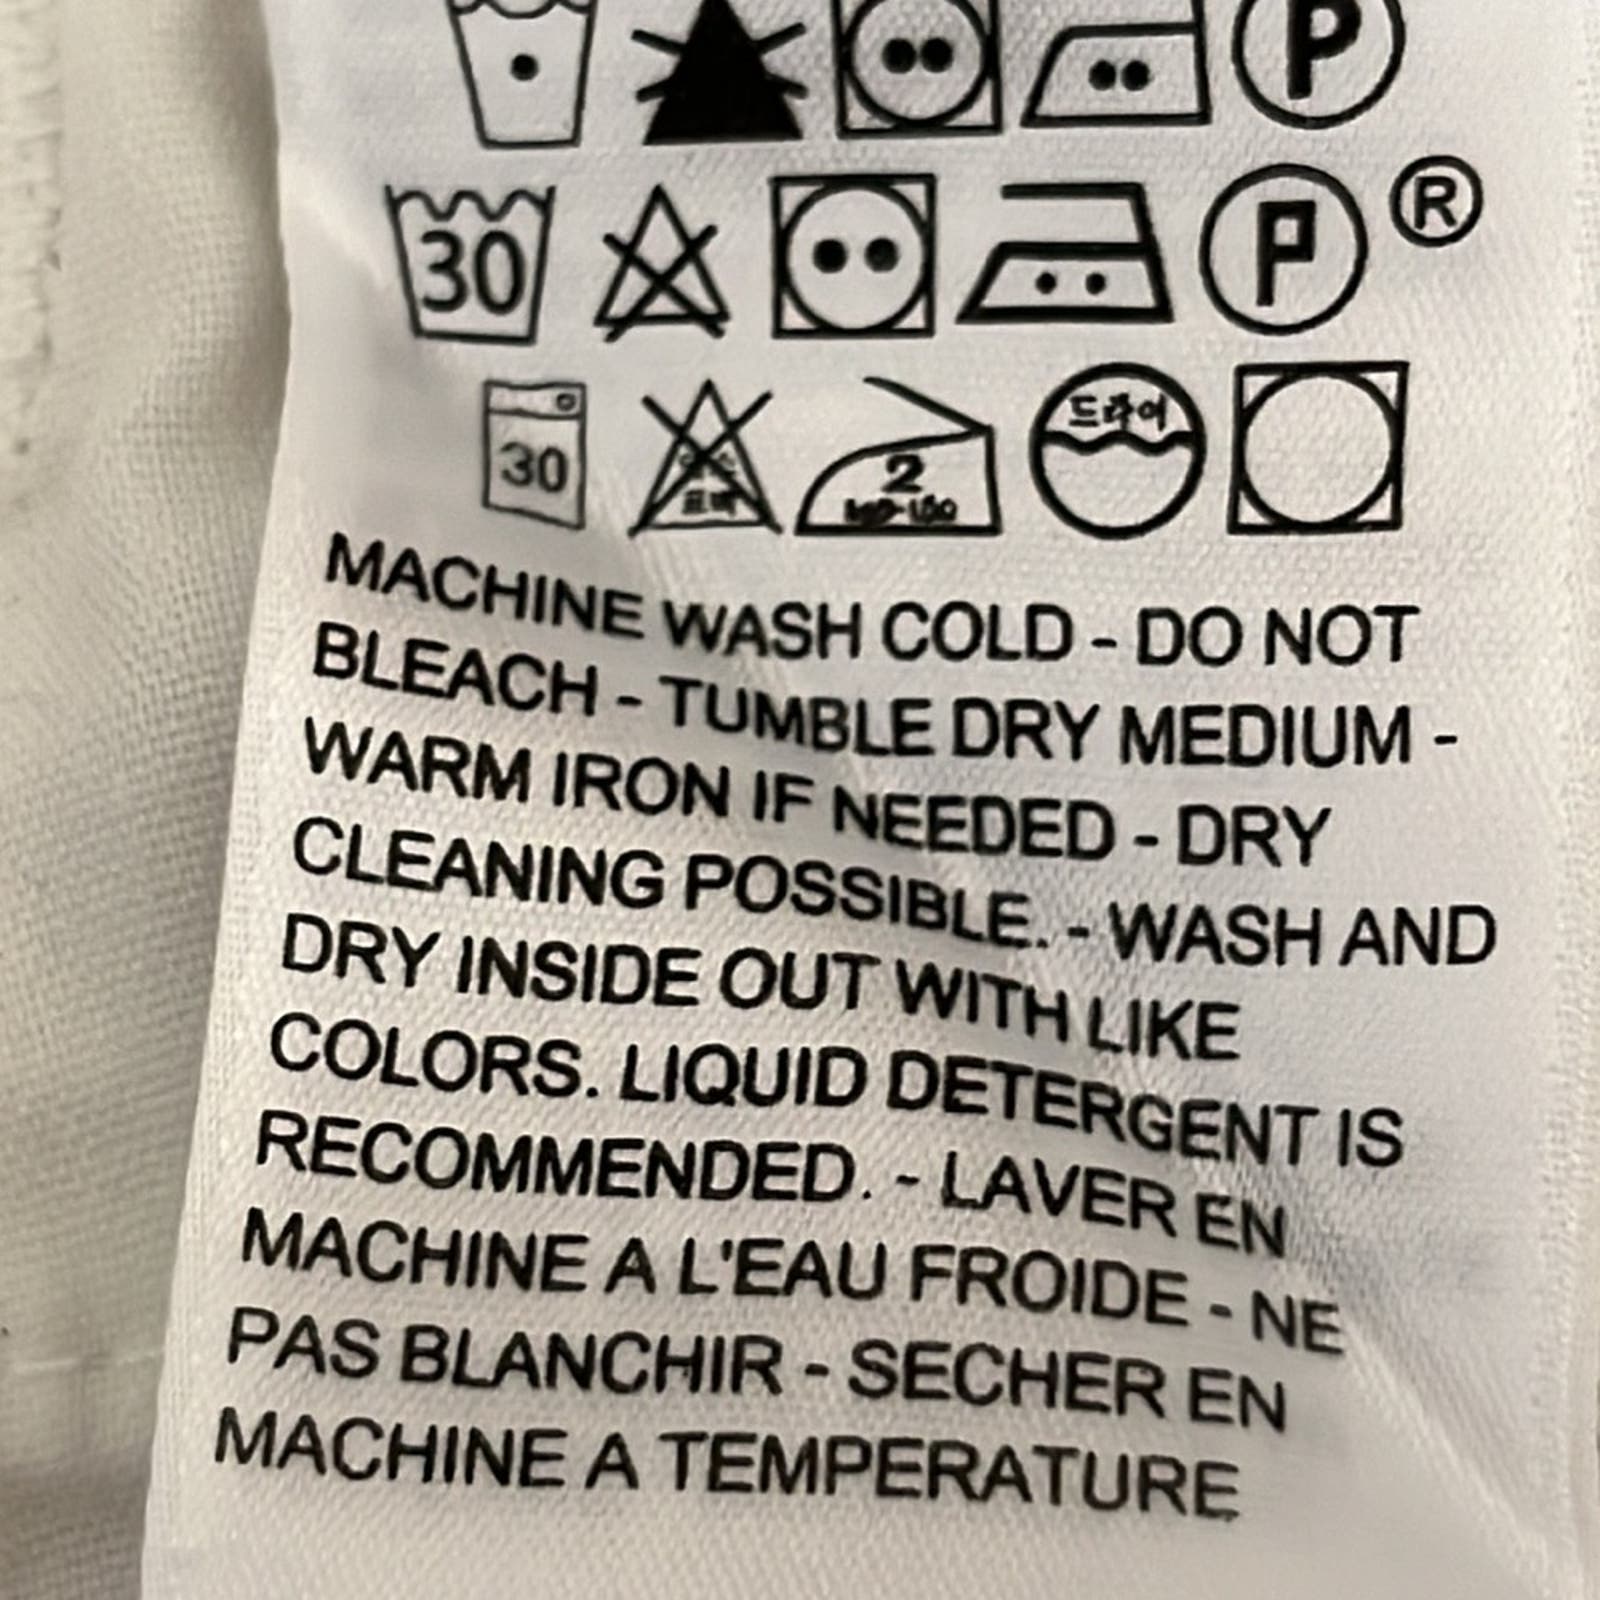 P
30 P ®
30 2 드라이
MACHINE WASH COLD - DO NOT
BLEACH - TUMBLE DRY MEDIUM -
WARM IRON IF NEEDED - DRY
CLEANING POSSIBLE. - WASH AND
DRY INSIDE OUT WITH LIKE
COLORS. LIQUID DETERGENT IS
RECOMMENDED. - LAVER EN
MACHINE A L'EAU FROIDE - NE
PAS BLANCHIR - SECHER EN
MACHINE A TEMPERATURE